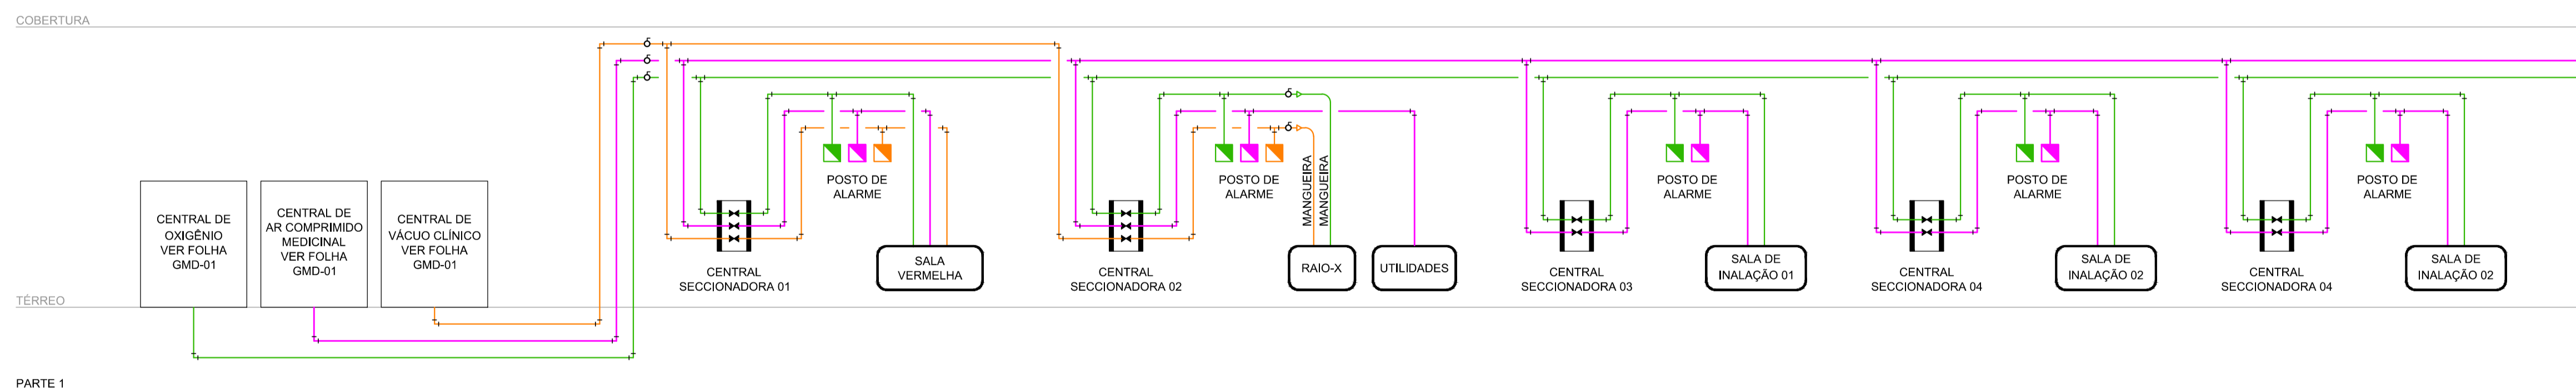 COBERTURA
CENTRAL DE
OXIGÊNIO
VER FOLHA
GMD-01
CENTRAL DE
AR COMPRIMIDO
MEDICINAL
VER FOLHA
GMD-01
CENTRAL DE
VÁCUO CLÍNICO
VER FOLHA
GMD-01
CENTRAL
SECCIONADORA 01
POSTO DE
ALARME
SALA
VERMELHA
CENTRAL
SECCIONADORA 02
POSTO DE
ALARME
MANGUEIRA
MANGUEIRA
RAIO-X
UTILIDADES
CENTRAL
SECCIONADORA 03
POSTO DE
ALARME
SALA DE
INALAÇÃO 01
CENTRAL
SECCIONADORA 04
POSTO DE
ALARME
SALA DE
INALAÇÃO 02
CENTRAL
SECCIONADORA 04
POSTO DE
ALARME
SALA DE
INALAÇÃO 02
TÉRREO
PARTE 1